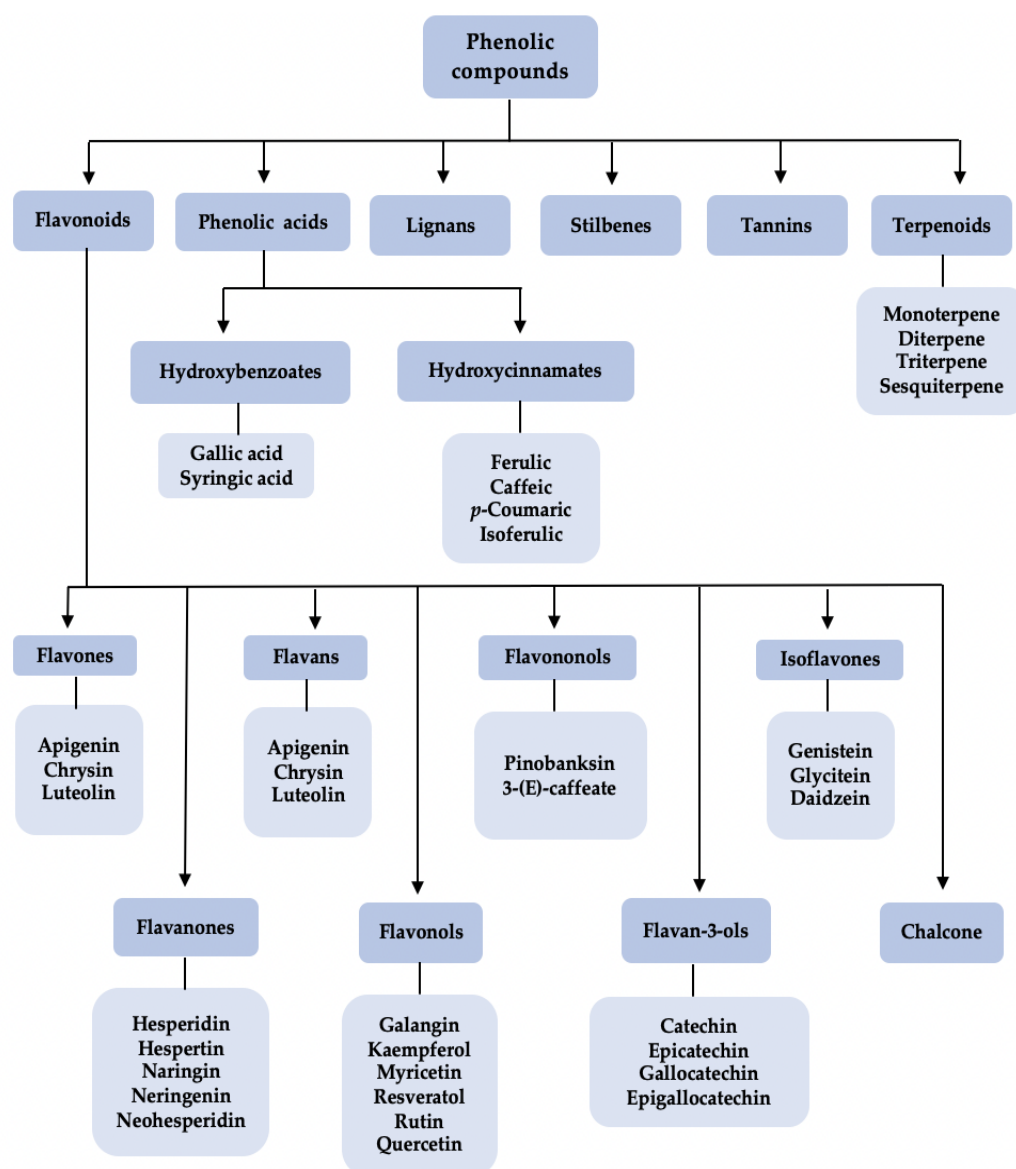 Phenolic
compounds
Flavonoids
Phenolic acids
Lignans
Stilbenes
Tannins
Terpenoids
Monoterpene
Diterpene
Triterpene
Sesquiterpene
Hydroxybenzoates
Hydroxycinnamates
Gallic acid
Syringic acid
Ferulic
Caffeic
p-Coumaric
Isoferulic
Flavones
Flavans
Flavononols
Isoflavones
Apigenin
Chrysin
Luteolin
Apigenin
Chrysin
Luteolin
Pinobanksin
3-(E)-caffeate
Genistein
Glycitein
Daidzein
Flavanones
Flavonols
Flavan-3-ols
Chalcone
Hesperidin
Hespertin
Naringin
Neringenin
Neohesperidin
Galangin
Kaempferol
Myricetin
Resveratol
Rutin
Quercetin
Catechin
Epicatechin
Gallocatechin
Epigallocatechin